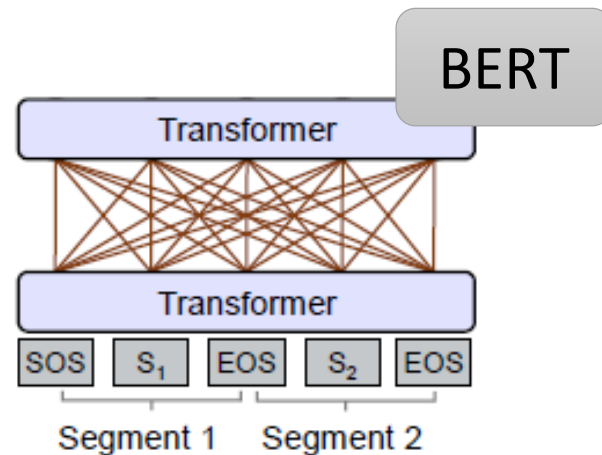 BERT
Transformer
Transformer
SOS S₁ EOS S₂ EOS
Segment 1 Segment 2